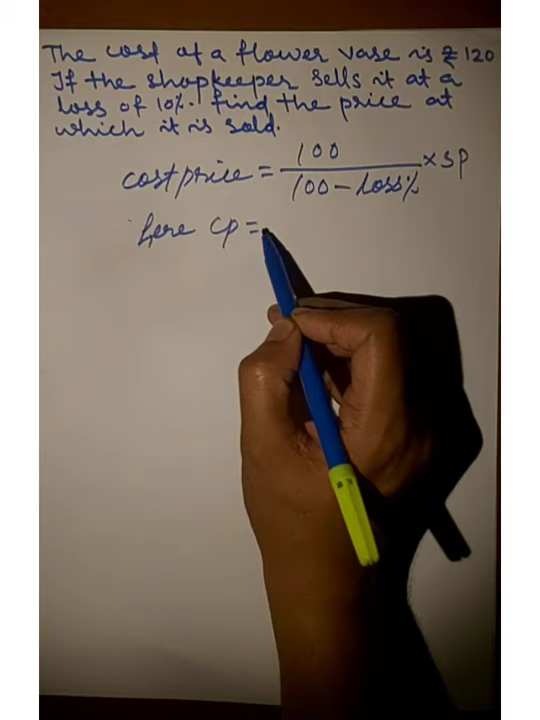 The cost of a flower vase is ₹ 120
If the shopkeeper sells it at a
loss of 10%. find the price at
which it is sold.
cost price = 100 / 100 - loss% × SP
here CP =